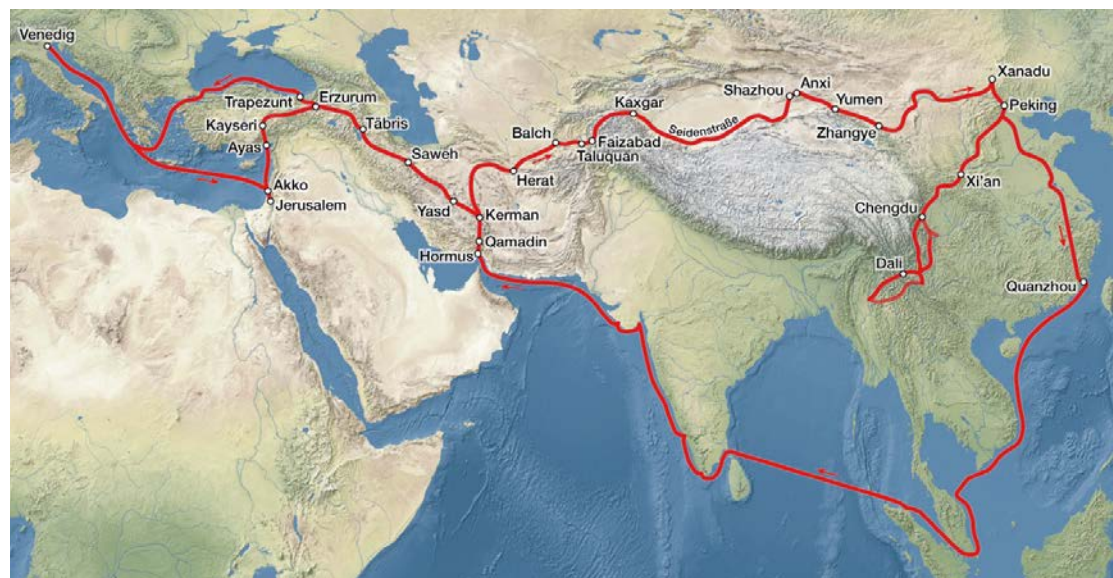 Venedig
Xanadu
Anxi
Shazhou
Trapezunt
Erzurum
Kaxgar
Yumen
Peking
Kayseri
Täbris
Balch
Faizabad
Seidenstraße
Zhangye
Ayas
Saweh
Taluquan
Herat
Xi'an
Akko
Jerusalem
Yasd
Kerman
Chengdu
Qamadin
Hormus
Dali
Quanzhou